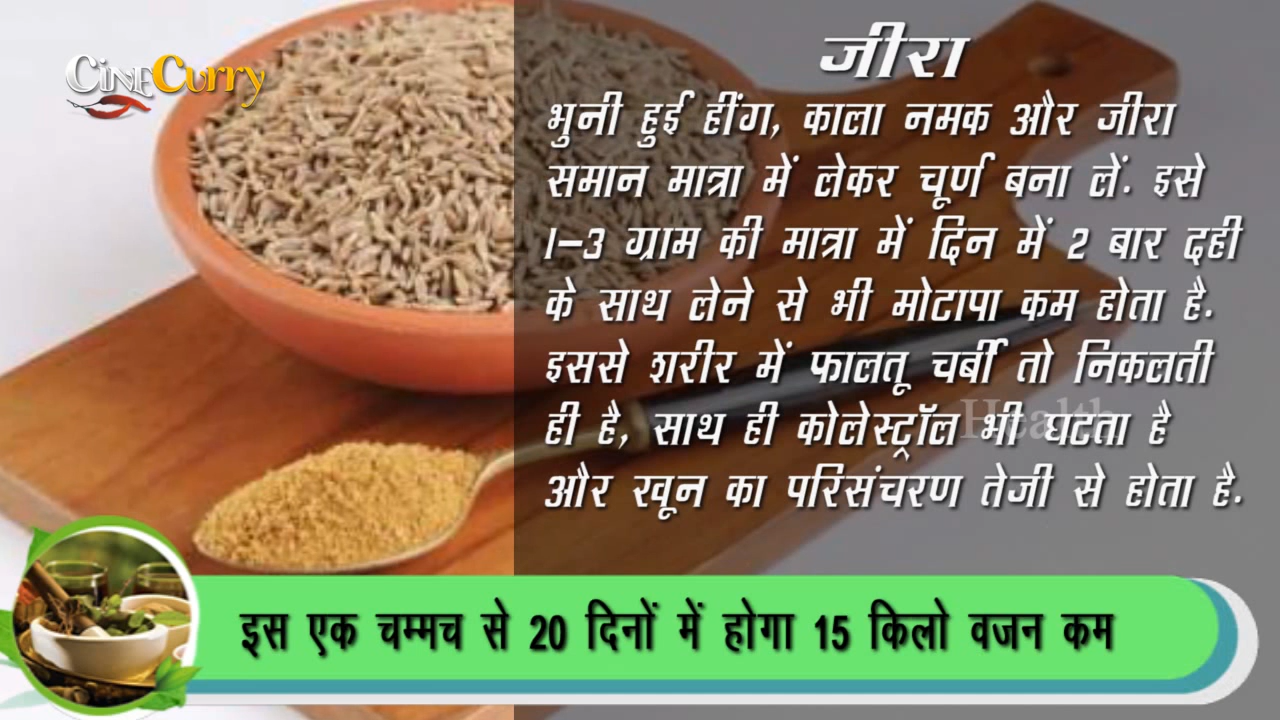 CineCurry
जीरा
भुनी हुई हींग, काला नमक और जीरा
समान मात्रा में लेकर चूर्ण बना लें. इसे
1-3 ग्राम की मात्रा में दिन में 2 बार दही
के साथ लेने से भी मोटापा कम होता है.
इससे शरीर में फालतू चर्बी तो निकलती
ही है, साथ ही कोलेस्ट्रॉल भी घटता है
और खून का परिसंचरण तेजी से होता है.
Health
इस एक चम्मच से 20 दिनों में होगा 15 किलो वजन कम